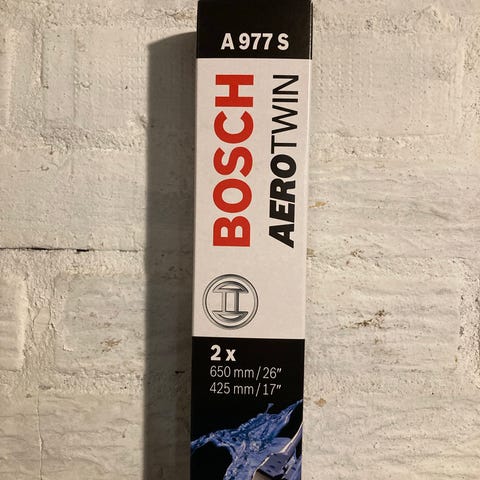 A 977 S
BOSCH
AEROTWIN
2 x
650 mm / 26"
425 mm / 17"